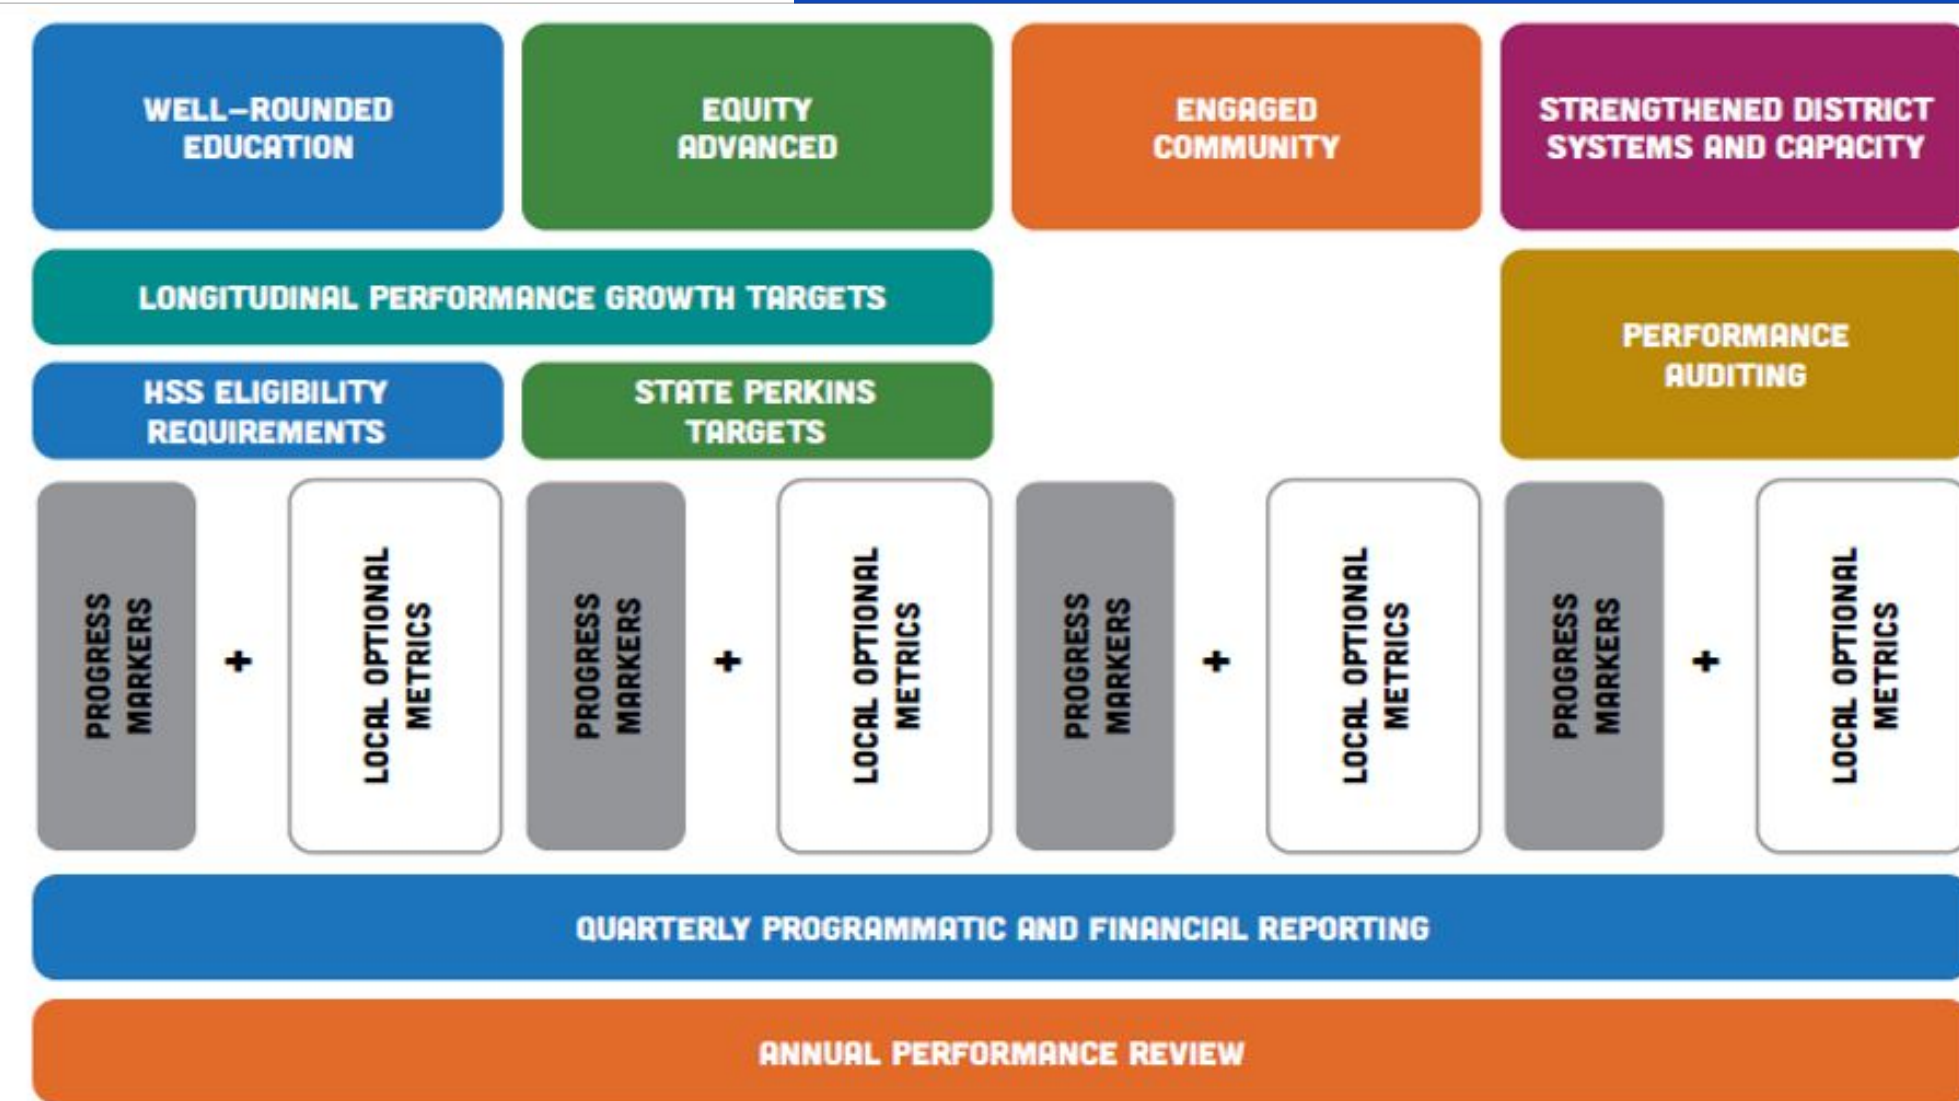 WELL-ROUNDED
EDUCATION
EQUITY
ADVANCED
ENGAGED
COMMUNITY
STRENGTHENED DISTRICT
SYSTEMS AND CAPACITY
LONGITUDINAL PERFORMANCE GROWTH TARGETS
PERFORMANCE
AUDITING
HSS ELIGIBILITY
REQUIREMENTS
STATE PERKINS
TARGETS
PROGRESS
MARKERS
+
LOCAL OPTIONAL
METRICS
PROGRESS
MARKERS
+
LOCAL OPTIONAL
METRICS
PROGRESS
MARKERS
+
LOCAL OPTIONAL
METRICS
PROGRESS
MARKERS
+
LOCAL OPTIONAL
METRICS
QUARTERLY PROGRAMMATIC AND FINANCIAL REPORTING
ANNUAL PERFORMANCE REVIEW